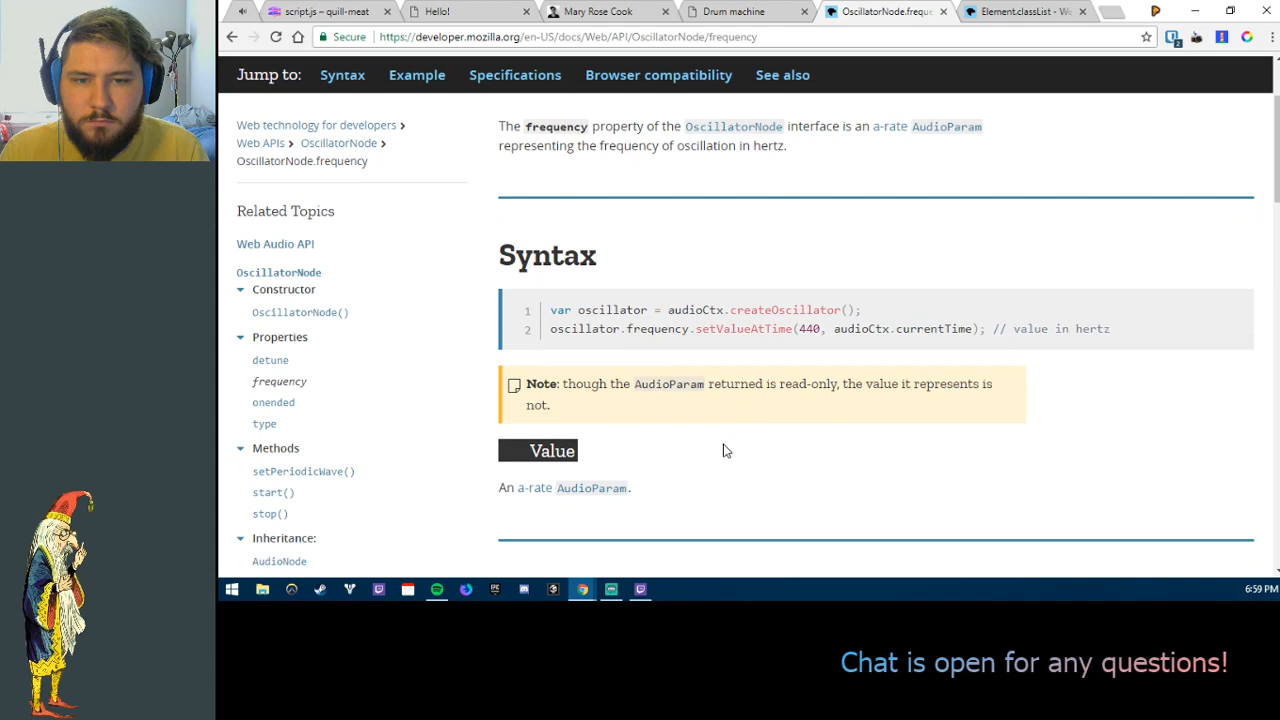 script.js – quill-meat
Hello!
Mary Rose Cook
Drum machine
OscillatorNode.frequ
Element.classList - We
Secure
https://developer.mozilla.org/en-US/docs/Web/API/OscillatorNode/frequency
2
Jump to: Syntax Example Specifications Browser compatibility See also
Web technology for developers
Web APIs OscillatorNode
OscillatorNode.frequency
Related Topics
Web Audio API
OscillatorNode
Constructor
OscillatorNode()
Properties
detune
frequency
onended
type
Methods
setPeriodicWave()
start()
stop()
Inheritance:
AudioNode
The frequency property of the OscillatorNode interface is an a-rate AudioParam
representing the frequency of oscillation in hertz.
Syntax
1 var oscillator = audioCtx.createOscillator();
2 oscillator.frequency.setValueAtTime(440, audioCtx.currentTime); // value in hertz
Note: though the AudioParam returned is read-only, the value it represents is
not.
Value
An a-rate AudioParam.
6:59 PM
Chat is open for any questions!